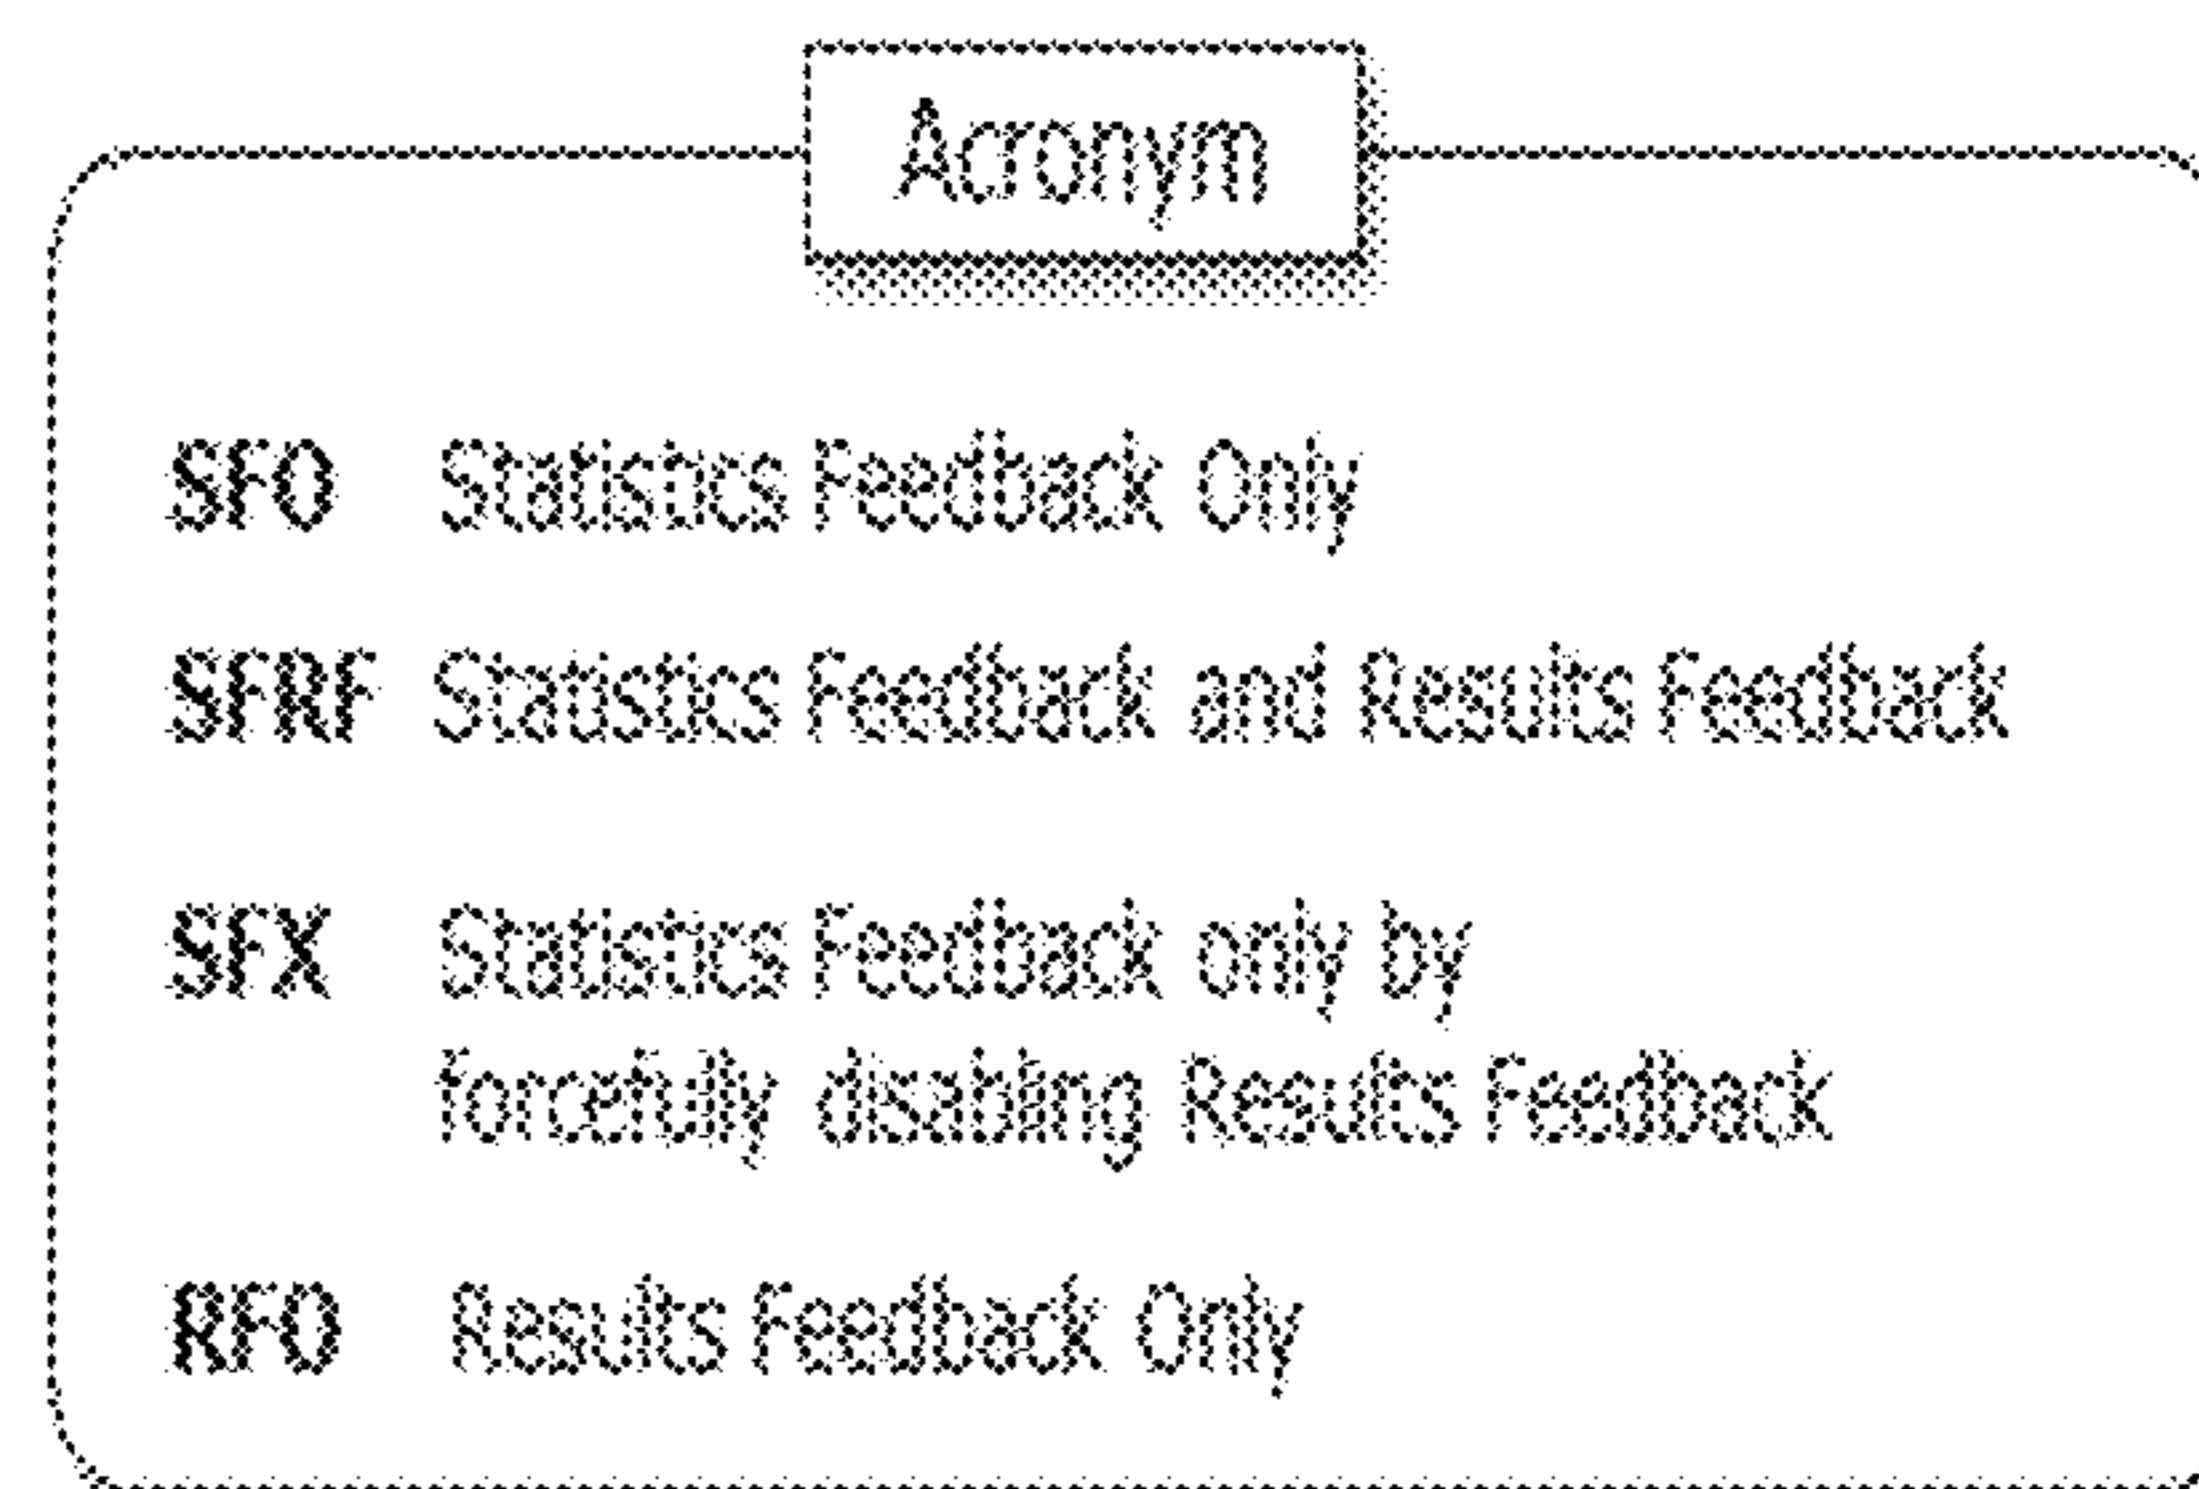 Acronym
SFO Statistics Feedback Only
SFRF Statistics Feedback and Results Feedback
SFX Statistics Feedback only by
forcefully disabling Results Feedback
RFO Results Feedback Only